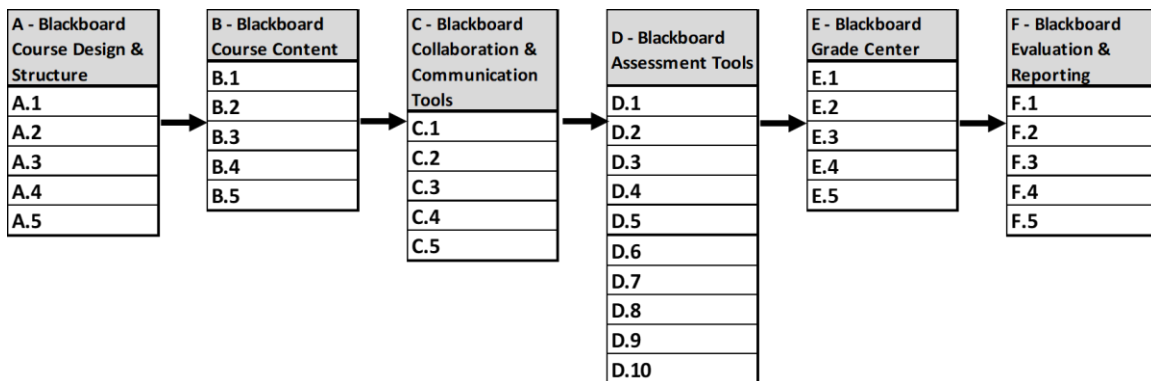 A - Blackboard
Course Design &
Structure
A.1
A.2
A.3
A.4
A.5
B - Blackboard
Course Content
B.1
B.2
B.3
B.4
B.5
C - Blackboard
Collaboration &
Communication
Tools
C.1
C.2
C.3
C.4
C.5
D - Blackboard
Assessment Tools
D.1
D.2
D.3
D.4
D.5
D.6
D.7
D.8
D.9
D.10
E - Blackboard
Grade Center
E.1
E.2
E.3
E.4
E.5
F - Blackboard
Evaluation &
Reporting
F.1
F.2
F.3
F.4
F.5